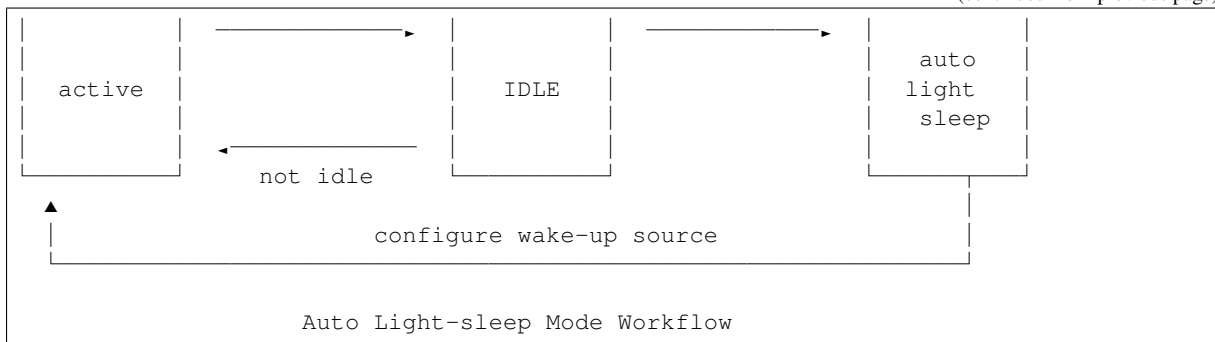 auto
active IDLE light
sleep
not idle
configure wake-up source
Auto Light-sleep Mode Workflow